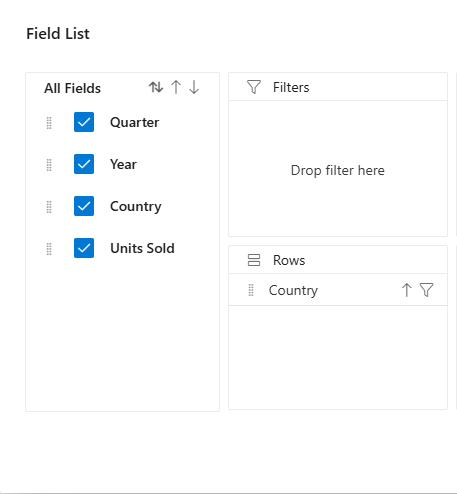 Field List
All Fields
Quarter
Year
Country
Units Sold
Filters
Drop filter here
Rows
Country